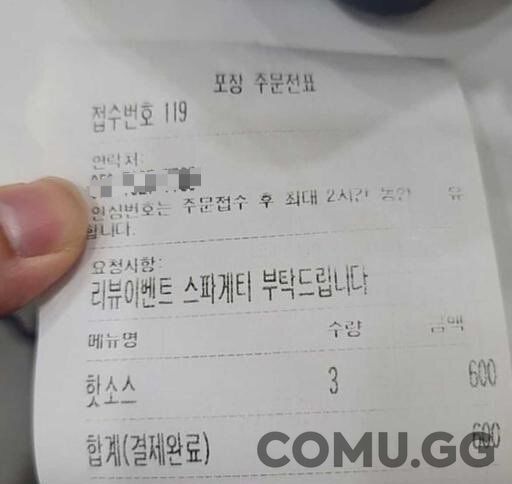 포장 주문전표
접수번호 119
연락처:
안심번호는 주문접수 후 최대 2시간 동안 유
합니다.
요청사항:
리뷰이벤트 스파게티 부탁드립니다
메뉴명 수량 금액
핫소스 3 600
합계(결제완료) 600
COMU.GG